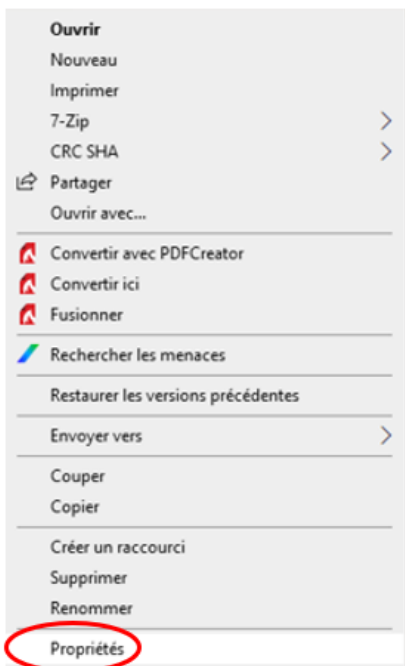 Ouvrir
Nouveau
Imprimer
7-Zip
CRC SHA
Partager
Ouvrir avec...
Convertir avec PDFCreator
Convertir ici
Fusionner
Rechercher les menaces
Restaurer les versions précédentes
Envoyer vers
Couper
Copier
Créer un raccourci
Supprimer
Renommer
Propriétés